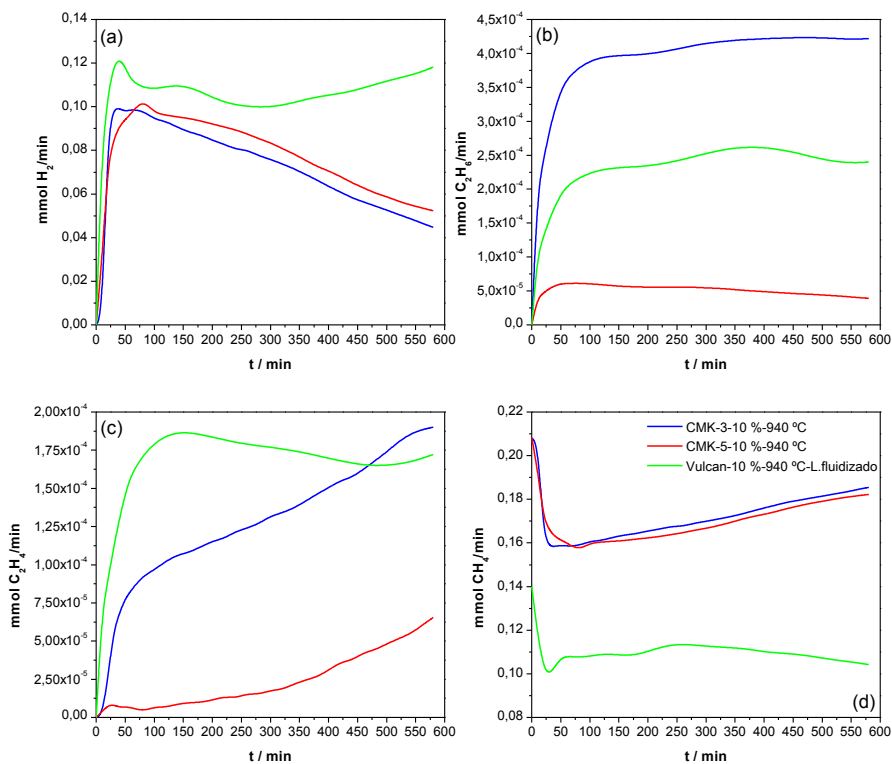 (a)
0,14
0,12
0,10
0,08
0,06
0,04
0,02
0,00
mmol H2/min
0 50 100 150 200 250 300 350 400 450 500 550 600
t / min
(b)
4,5x10-4
4,0x10-4
3,5x10-4
3,0x10-4
2,5x10-4
2,0x10-4
1,5x10-4
1,0x10-4
5,0x10-5
0,0
mmol C2H6/min
0 50 100 150 200 250 300 350 400 450 500 550 600
t / min
(c)
2,00x10-4
1,75x10-4
1,50x10-4
1,25x10-4
1,00x10-4
7,50x10-5
5,00x10-5
2,50x10-5
0,00
mmol C2H4/min
0 50 100 150 200 250 300 350 400 450 500 550 600
t / min
0,22
0,20
0,18
0,16
0,14
0,12
0,10
0,08
mmol CH4/min
CMK-3-10 %-940 ºC
CMK-5-10 %-940 ºC
Vulcan-10 %-940 ºC-L.fluidizado
(d)
0 50 100 150 200 250 300 350 400 450 500 550 600
t / min